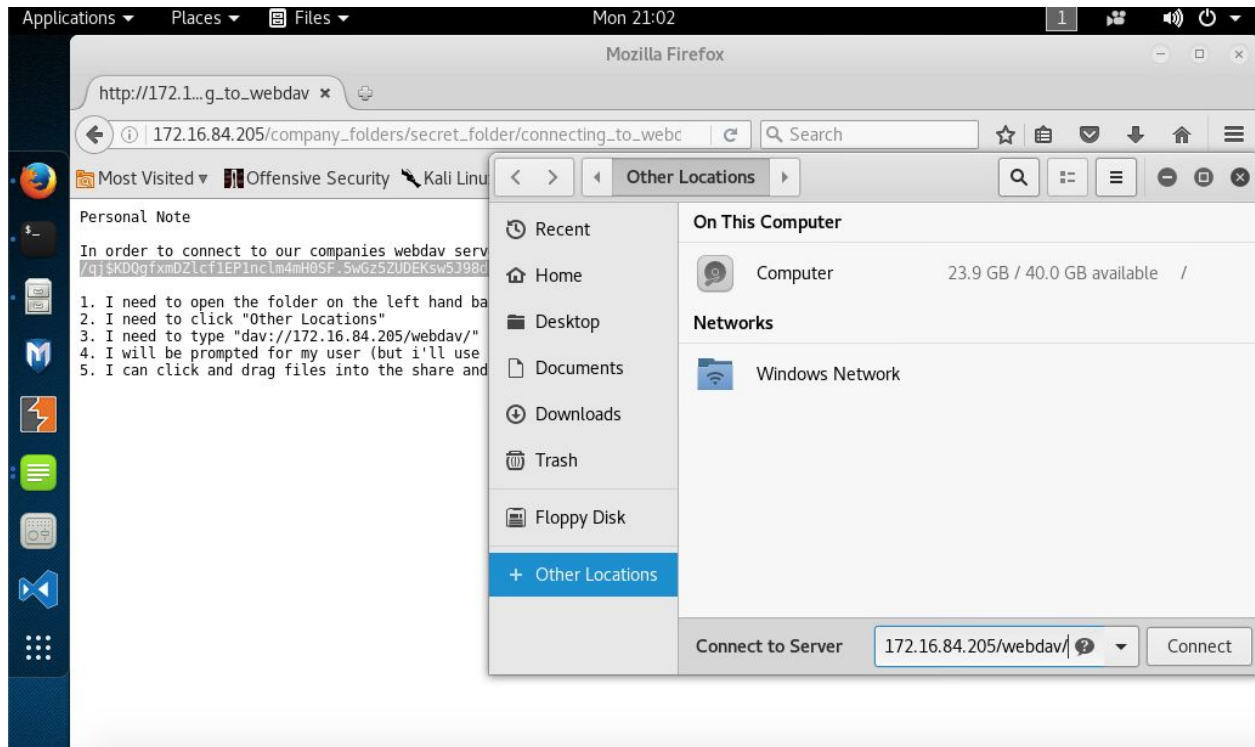 Applications Places Files Mon 21:02 1
Mozilla Firefox
http://172.1...g_to_webdav
172.16.84.205/company_folders/secret_folder/connecting_to_webd Search
Most Visited Offensive Security Kali Linu
Personal Note
In order to connect to our companies webdav serv
1. I need to open the folder on the left hand ba
2. I need to click "Other Locations"
3. I need to type "dav://172.16.84.205/webdav/"
4. I will be prompted for my user (but i'll use
5. I can click and drag files into the share and
Other Locations
Recent
Home
Desktop
Documents
Downloads
Trash
Floppy Disk
+ Other Locations
On This Computer
Computer 23.9 GB / 40.0 GB available /
Networks
Windows Network
Connect to Server 172.16.84.205/webdav/ Connect